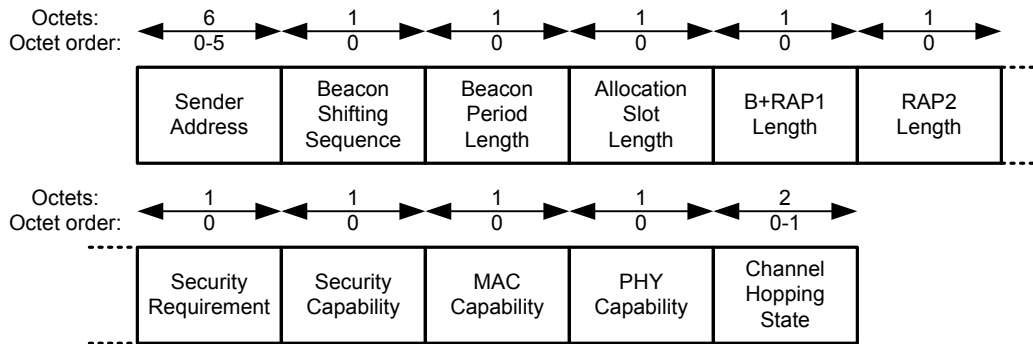 Octets: 6 1 1 1 1 1
Octet order: 0-5 0 0 0 0 0
Sender Address
Beacon Shifting Sequence
Beacon Period Length
Allocation Slot Length
B+RAP1 Length
RAP2 Length
Octets: 1 1 1 1 2
Octet order: 0 0 0 0 0-1
Security Requirement
Security Capability
MAC Capability
PHY Capability
Channel Hopping State